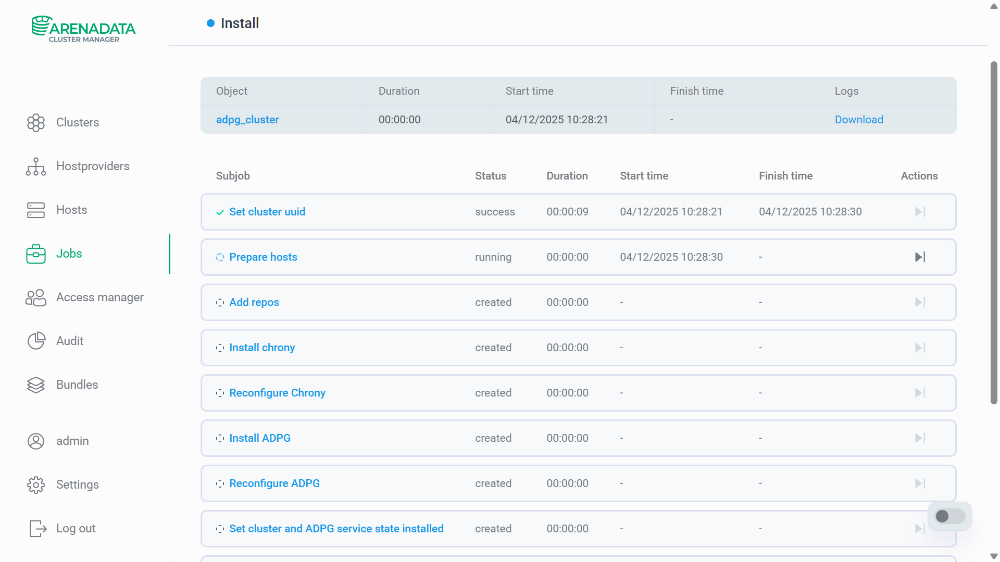 ARENADATA
CLUSTER MANAGER
Clusters
Hostproviders
Hosts
Jobs
Access manager
Audit
Bundles
admin
Settings
Log out
Install
Object Duration Start time Finish time Logs
adpg_cluster 00:00:00 04/12/2025 10:28:21 - Download
Subjob Status Duration Start time Finish time Actions
Set cluster uuid success 00:00:09 04/12/2025 10:28:21 04/12/2025 10:28:30
Prepare hosts running 00:00:00 04/12/2025 10:28:30 -
Add repos created 00:00:00 - -
Install chrony created 00:00:00 - -
Reconfigure Chrony created 00:00:00 - -
Install ADPG created 00:00:00 - -
Reconfigure ADPG created 00:00:00 - -
Set cluster and ADPG service state installed created 00:00:00 - -